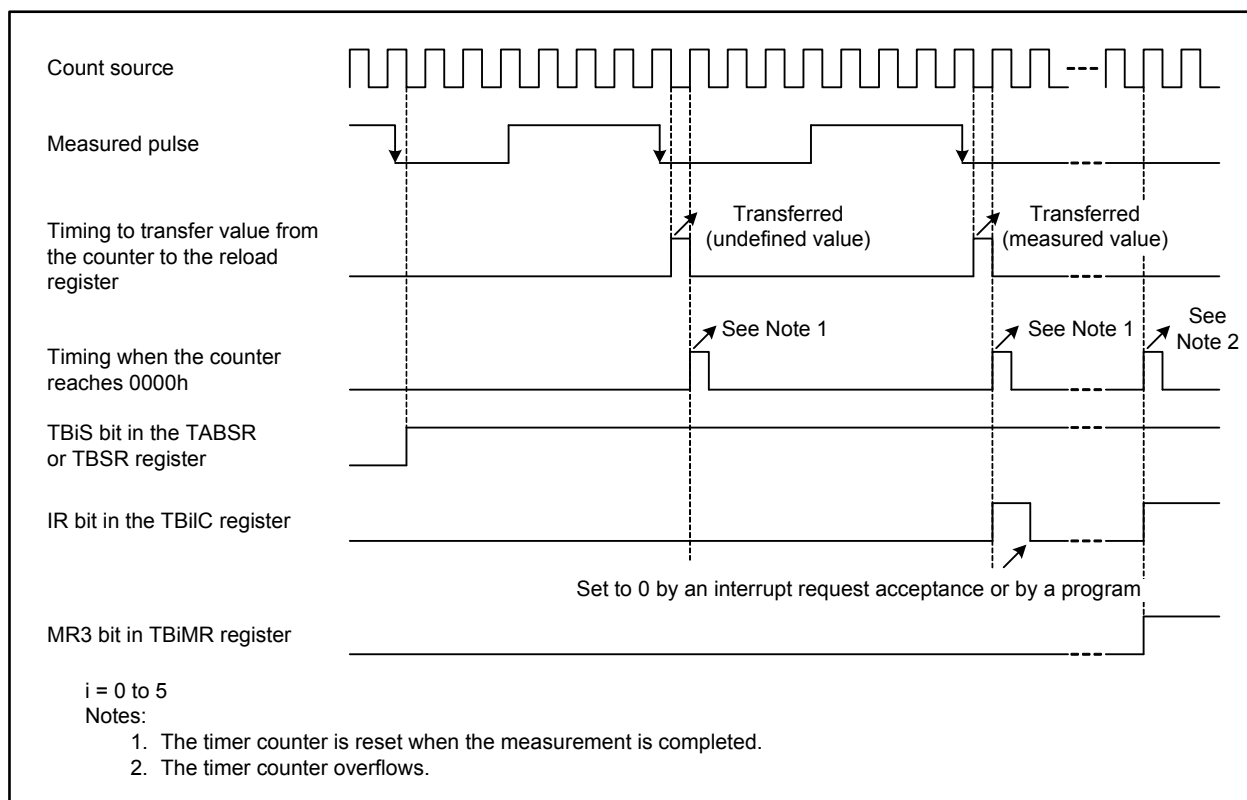 Count source
Measured pulse
Timing to transfer value from
the counter to the reload
register
Transferred
(undefined value)
Transferred
(measured value)
Timing when the counter
reaches 0000h
See Note 1
See Note 1
See
Note 2
TBiS bit in the TABSR
or TBSR register
IR bit in the TBiIC register
Set to 0 by an interrupt request acceptance or by a program
MR3 bit in TBiMR register
i = 0 to 5
Notes:
1. The timer counter is reset when the measurement is completed.
2. The timer counter overflows.